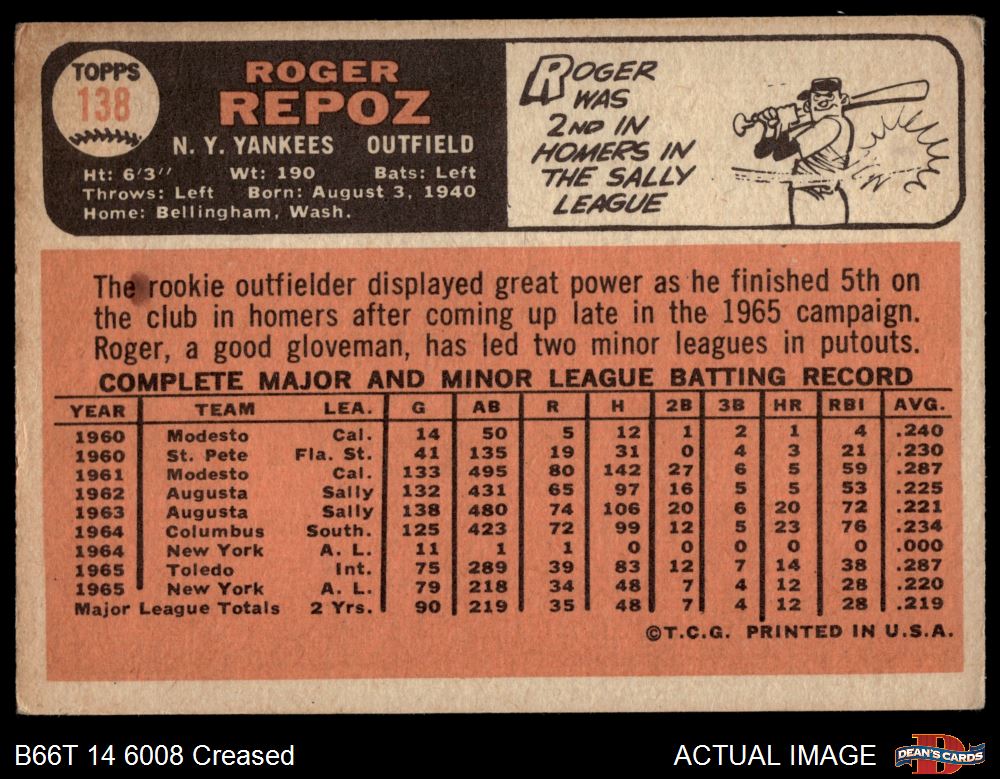 TOPPS
138
ROGER
REPOZ
N. Y. YANKEES OUTFIELD
Ht: 6'3" Wt: 190 Bats: Left
Throws: Left Born: August 3, 1940
Home: Bellingham, Wash.
ROGER
WAS
2ND IN
HOMERS IN
THE SALLY
LEAGUE
The rookie outfielder displayed great power as he finished 5th on
the club in homers after coming up late in the 1965 campaign.
Roger, a good gloveman, has led two minor leagues in putouts.
COMPLETE MAJOR AND MINOR LEAGUE BATTING RECORD
YEAR TEAM LEA. G AB R H 2B 3B HR RBI AVG.
1960 Modesto Cal. 14 50 5 12 1 2 1 4 .240
1960 St. Pete Fla. St. 41 135 19 31 0 4 3 21 .230
1961 Modesto Cal. 133 495 80 142 27 6 5 59 .287
1962 Augusta Sally 132 431 65 97 16 5 5 53 .225
1963 Augusta Sally 138 480 74 106 20 6 20 72 .221
1964 Columbus South. 125 423 72 99 12 5 23 76 .234
1964 New York A. L. 11 1 1 0 0 0 0 0 .000
1965 Toledo Int. 75 289 39 83 12 7 14 38 .287
1965 New York A. L. 79 218 34 48 7 4 12 28 .220
Major League Totals 2 Yrs. 90 219 35 48 7 4 12 28 .219
©T.C.G. PRINTED IN U.S.A.
B66T 14 6008 Creased
ACTUAL IMAGE
DEAN'S CARDS